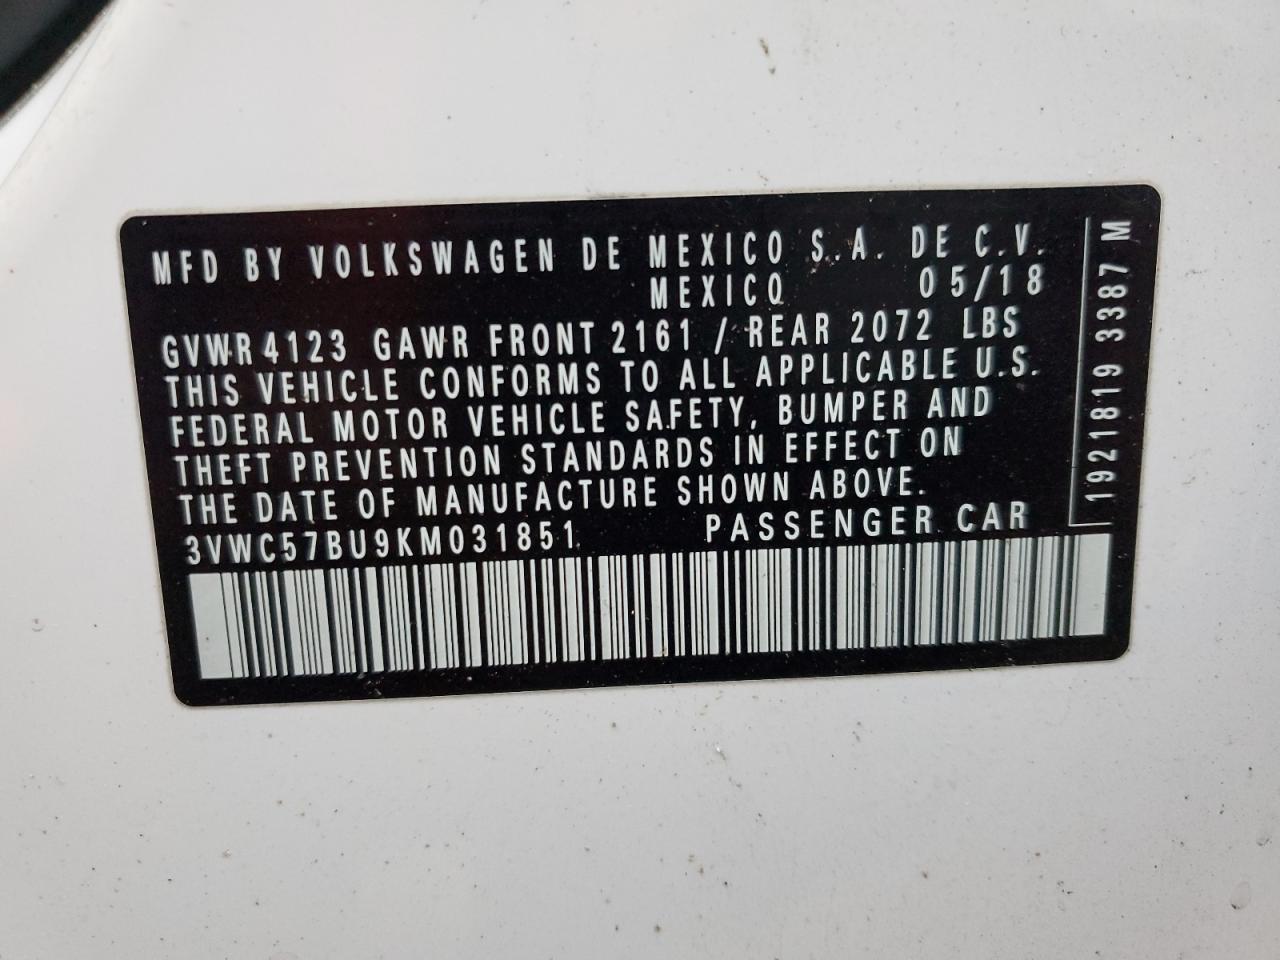 MFD BY VOLKSWAGEN DE MEXICO S.A. DE C.V.
MEXICO 05/18
GVWR 4123 GAWR FRONT 2161 / REAR 2072 LBS
THIS VEHICLE CONFORMS TO ALL APPLICABLE U.S.
FEDERAL MOTOR VEHICLE SAFETY, BUMPER AND
THEFT PREVENTION STANDARDS IN EFFECT ON
THE DATE OF MANUFACTURE SHOWN ABOVE.
3VWC57BU9KM031851 PASSENGER CAR
1921819 3387 M